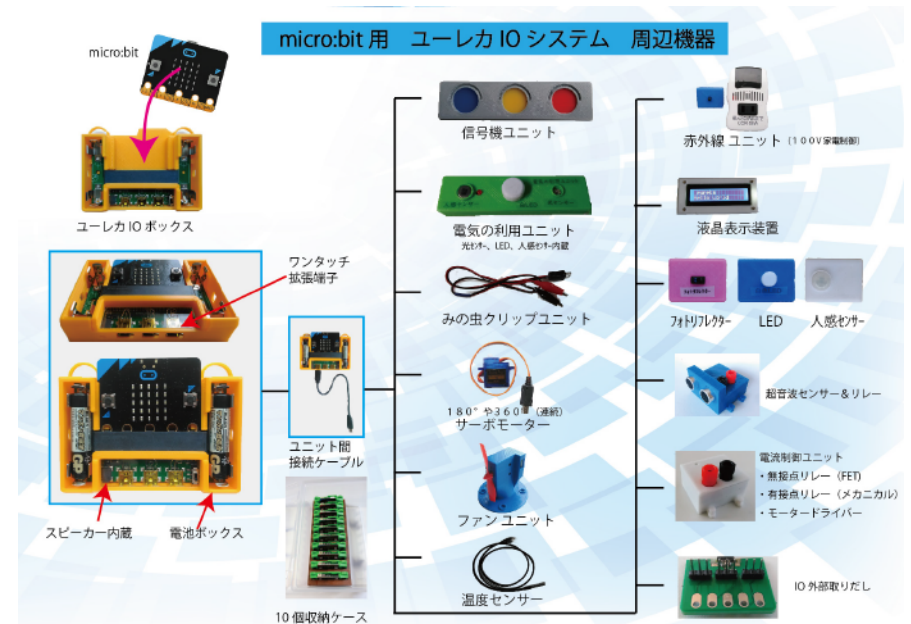 micro:bit 用　ユーレカ IO システム　周辺機器
micro:bit
ユーレカ IO ボックス
ワンタッチ
拡張端子
スピーカー内蔵
電池ボックス
ユニット間
接続ケーブル
10 個収納ケース
信号機ユニット
電気の利用ユニット
光センサー、LED、人感センサー内蔵
みの虫クリップユニット
180°や360°（連続）
サーボモーター
ファン ユニット
温度センサー
赤外線 ユニット（１００V家電制御）
液晶表示装置
フォトリフレクター
LED
人感センサー
超音波センサー＆リレー
電流制御ユニット
・無接点リレー（FET）
・有接点リレー（メカニカル）
・モータードライバー
IO 外部取りだし